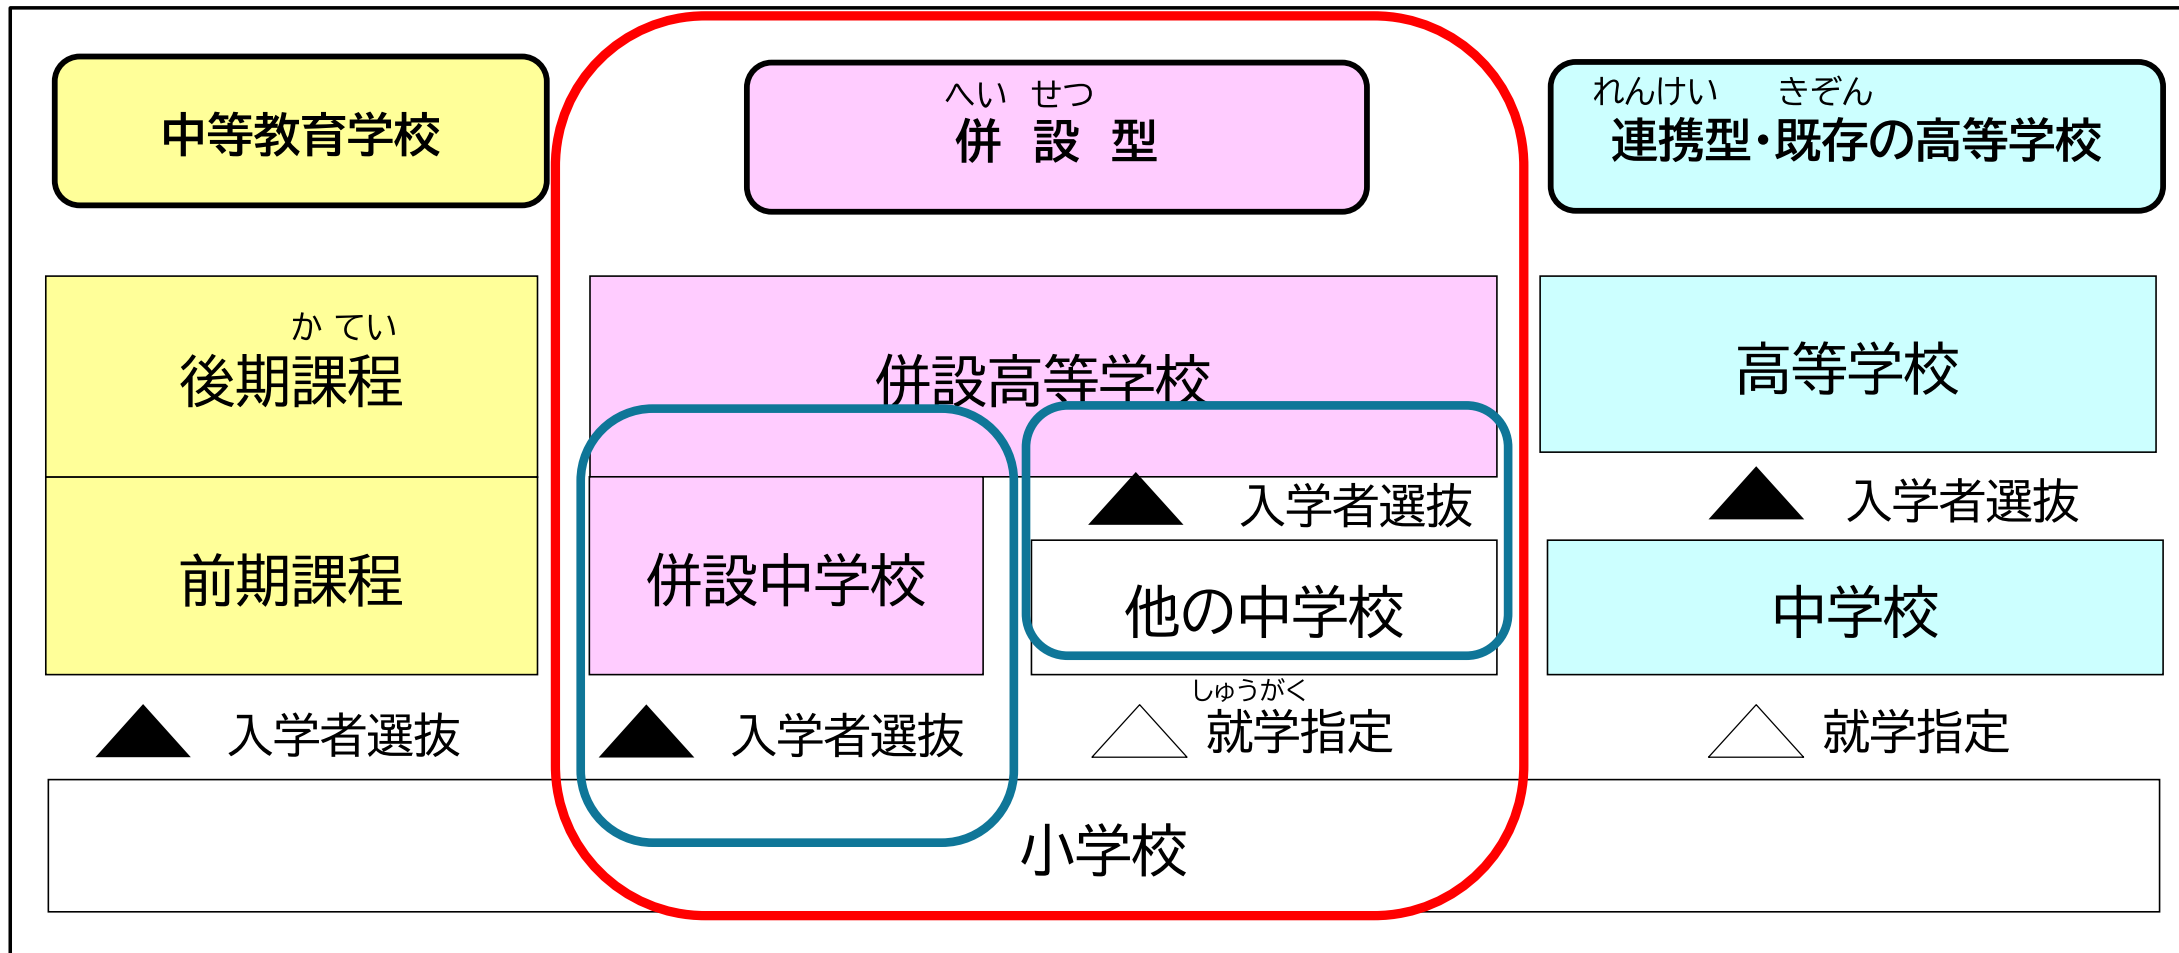 中等教育学校
へい せつ
併 設 型
れんけい きぞん
連携型・既存の高等学校
か てい
後期課程
併設高等学校
高等学校
入学者選抜
入学者選抜
前期課程
併設中学校
他の中学校
中学校
入学者選抜
入学者選抜
しゅうがく
就学指定
就学指定
小学校